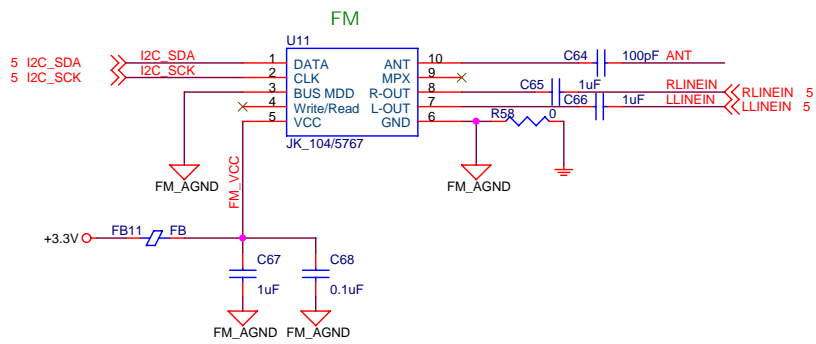 FM
U11
5 I2C_SDA I2C_SDA 1 DATA ANT 10 C64 100pF ANT
5 I2C_SCK I2C_SCK 2 CLK MPX 9
3 BUS MDD R-OUT 8 C65 1uF RLINEIN RLINEIN 5
4 Write/Read L-OUT 7 C66 1uF LLINEIN LLINEIN 5
5 VCC GND 6 R58 0
JK_104/5767
FM_AGND FM_VCC FM_AGND
+3.3V FB11 FB
C67 C68
1uF 0.1uF
FM_AGND FM_AGND